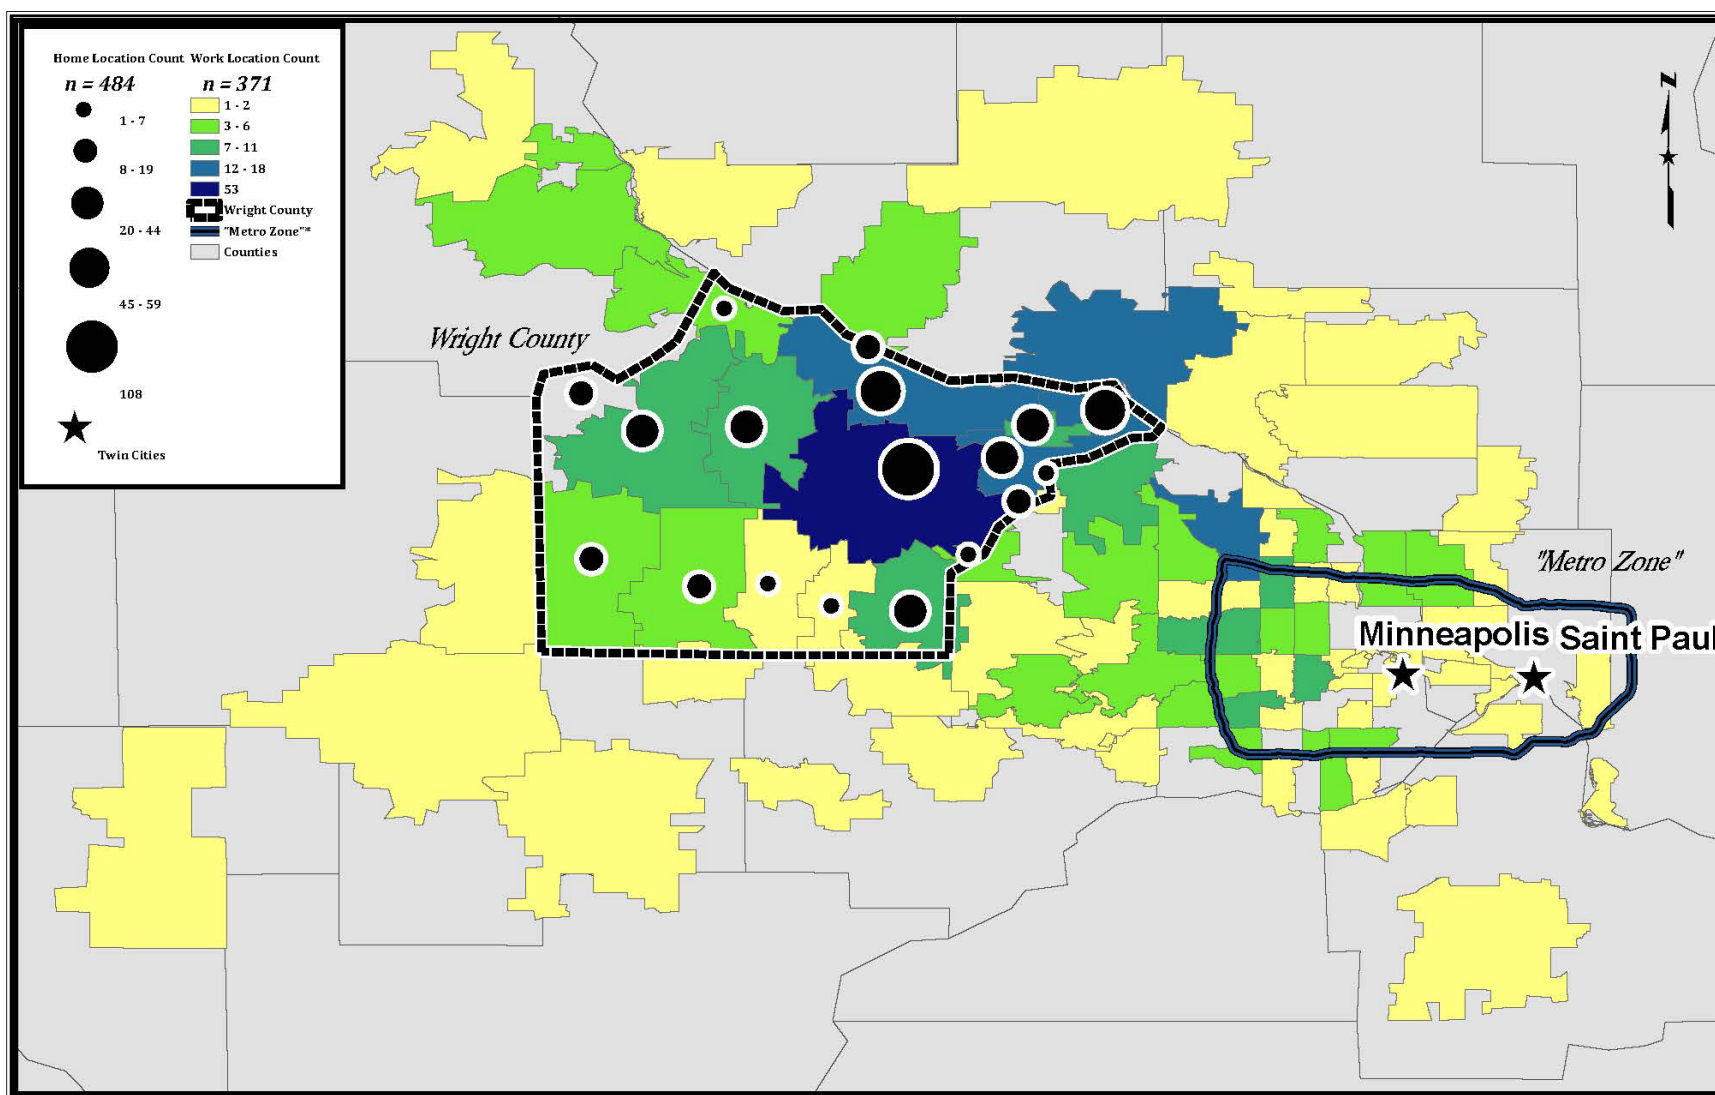 Home Location Count Work Location Count
n = 484 n = 371
1 - 7
8 - 19
20 - 44
45 - 59
108
Twin Cities
1 - 2
3 - 6
7 - 11
12 - 18
53
Wright County
"Metro Zone"*
Counties
N
Wright County
"Metro Zone"
Minneapolis Saint Paul